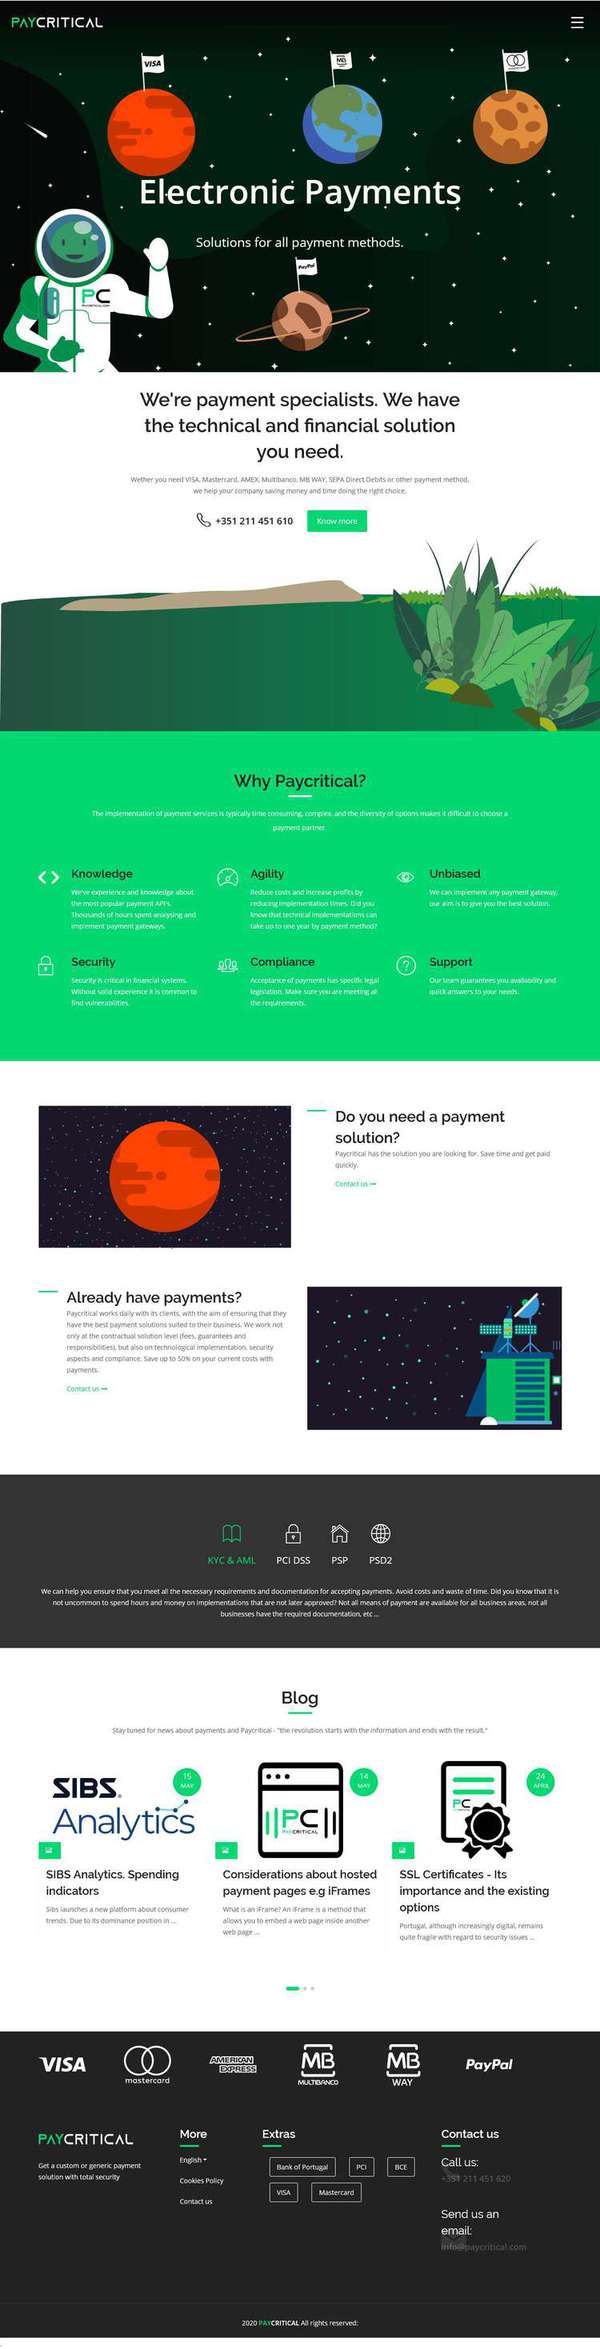 PAYCRITICAL
VISA
MB
Electronic Payments
Solutions for all payment methods.
PC
PAYCRITICAL.COM
PayPal
We're payment specialists. We have
the technical and financial solution
you need.
Wether you need VISA, Mastercard, AMEX, Multibanco, MB WAY, SEPA Direct Debits or other payment method,
we help your company saving money and time doing the right choice.
+351 211 451 610
Know more
Why Paycritical?
The implementation of payment services is typically time consuming, complex, and the diversity of options makes it difficult to choose a
payment partner.
Knowledge
We've experience and knowledge about
the most popular payment APIs.
Thousands of hours spent analysing and
implement payment gateways.
Agility
Reduce costs and increase profits by
reducing implementation times. Did you
know that technical implementations can
take up to one year by payment method?
Unbiased
We can implement any payment gateway,
our aim is to give you the best solution.
Security
Security is critical in financial systems.
Without solid experience it is common to
find vulnerabilities.
Compliance
Acceptance of payments has specific legal
legislation. Make sure you are meeting all
the requirements.
Support
Our team guarantees you availability and
quick answers to your needs.
Do you need a payment
solution?
Paycritical has the solution you are looking for. Save time and get paid
quickly.
Contact us
Already have payments?
Paycritical works daily with its clients, with the aim of ensuring that they
have the best payment solutions suited to their business. We work not
only at the contractual solution level (fees, guarantees and
responsibilities), but also on technological implementation, security
aspects and compliance. Save up to 50% on your current costs with
payments.
Contact us
KYC & AML
PCI DSS
PSP
PSD2
We can help you ensure that you meet all the necessary requirements and documentation for accepting payments. Avoid costs and waste of time. Did you know that it is
not uncommon to spend hours and money on implementations that are not later approved? Not all means of payment are available for all business areas, not all
businesses have the required documentation, etc ...
Blog
Stay tuned for news about payments and Paycritical - "the revolution starts with the information and ends with the result."
SIBS
Analytics
15
MAY
SIBS Analytics. Spending
indicators
Sibs launches a new platform about consumer
trends. Due to its dominance position in ...
PC
PAYCRITICAL
14
MAY
Considerations about hosted
payment pages e.g iFrames
What is an iFrame? An iFrame is a method that
allows you to embed a web page inside another
web page ...
PC
24
APRIL
SSL Certificates - Its
importance and the existing
options
Portugal, although increasingly digital, remains
quite fragile with regard to security issues ...
VISA
mastercard
AMERICAN
EXPRESS
MB
MULTIBANCO
MB
WAY
PayPal
PAYCRITICAL
Get a custom or generic payment
solution with total security
More
English
Cookies Policy
Contact us
Extras
Bank of Portugal
PCI
BCE
VISA
Mastercard
Contact us
Call us:
+351 211 451 620
Send us an
email:
info@paycritical.com
2020 PAYCRITICAL All rights reserved: